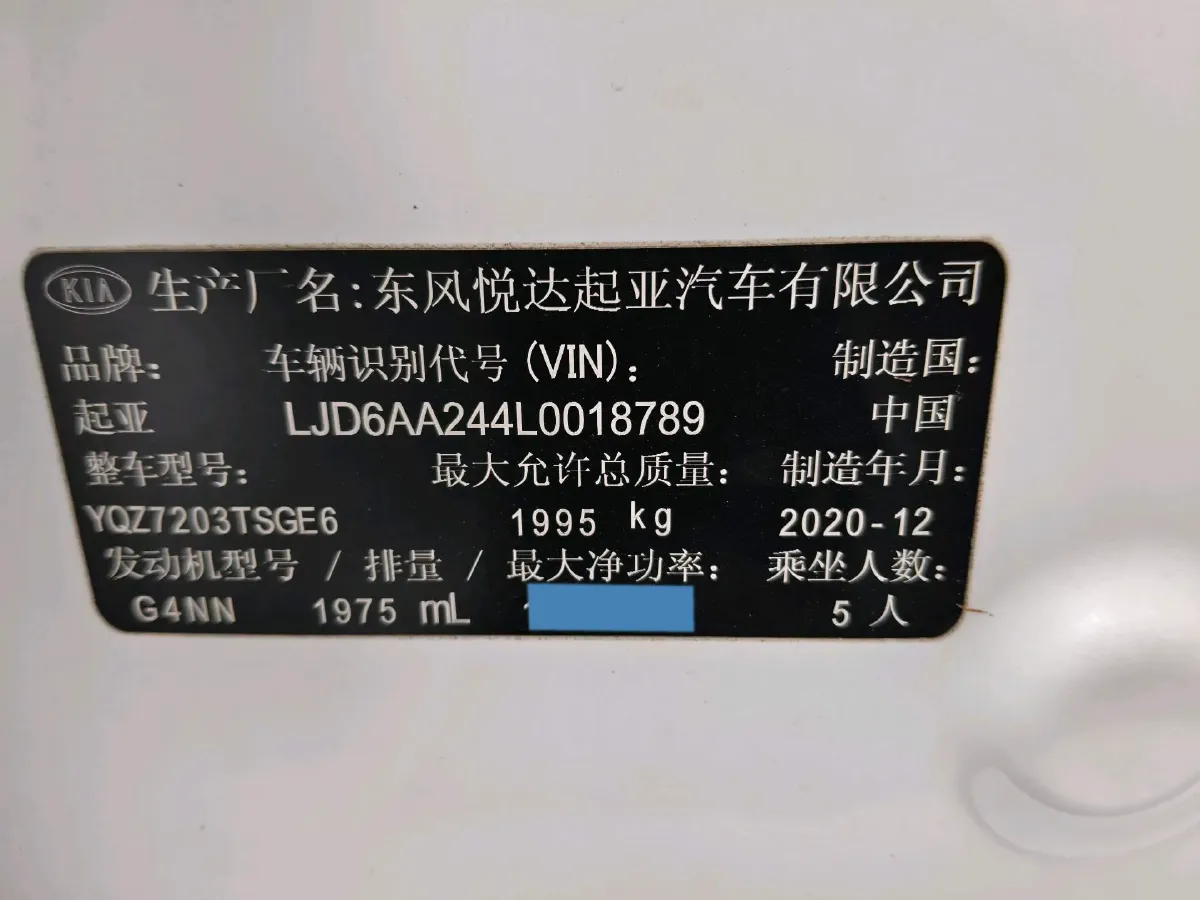 KIA 生产厂名:东风悦达起亚汽车有限公司
品牌: 车辆识别代号(VIN): 制造国:
起亚 LJD6AA244L0018789 中国
整车型号: 最大允许总质量: 制造年月:
YQZ7203TSGE6 1995 kg 2020-12
发动机型号 / 排量 / 最大净功率: 乘坐人数:
G4NN 1975 mL 5 人